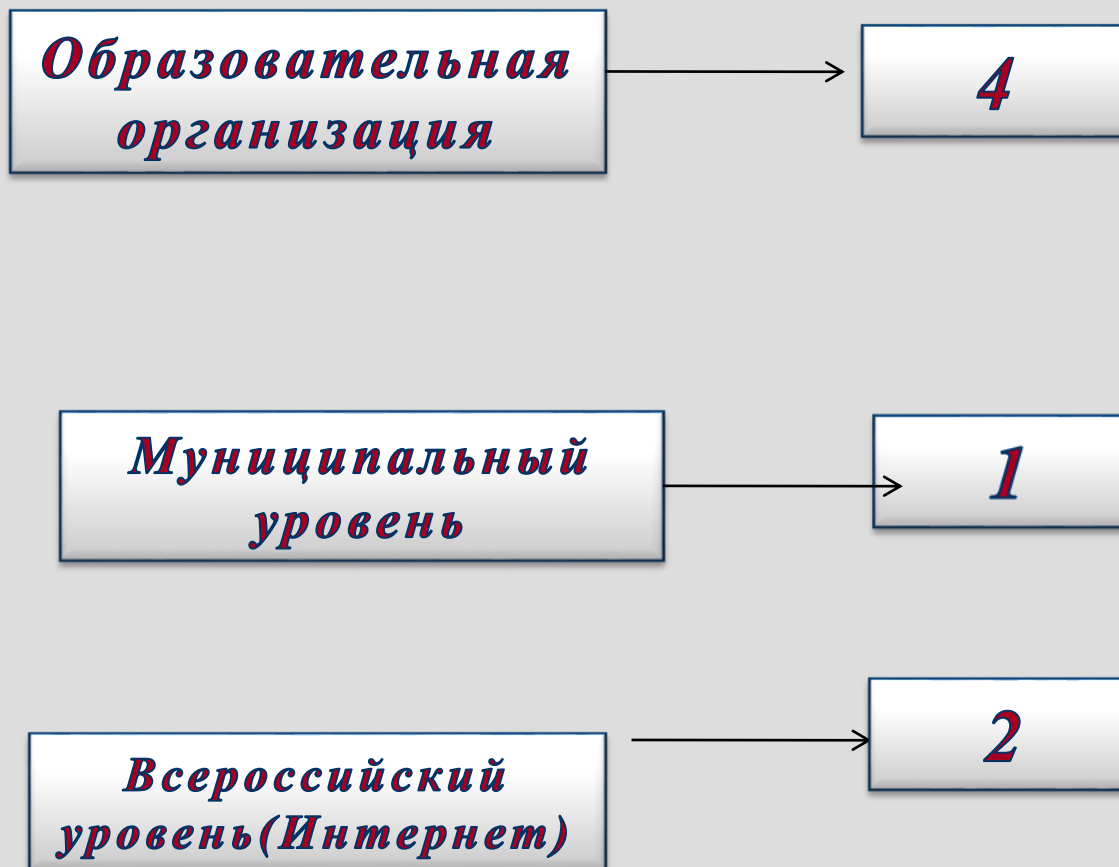 Образовательная
организация
4
Муниципальный
уровень
1
Всероссийский
уровень(Интернет)
2